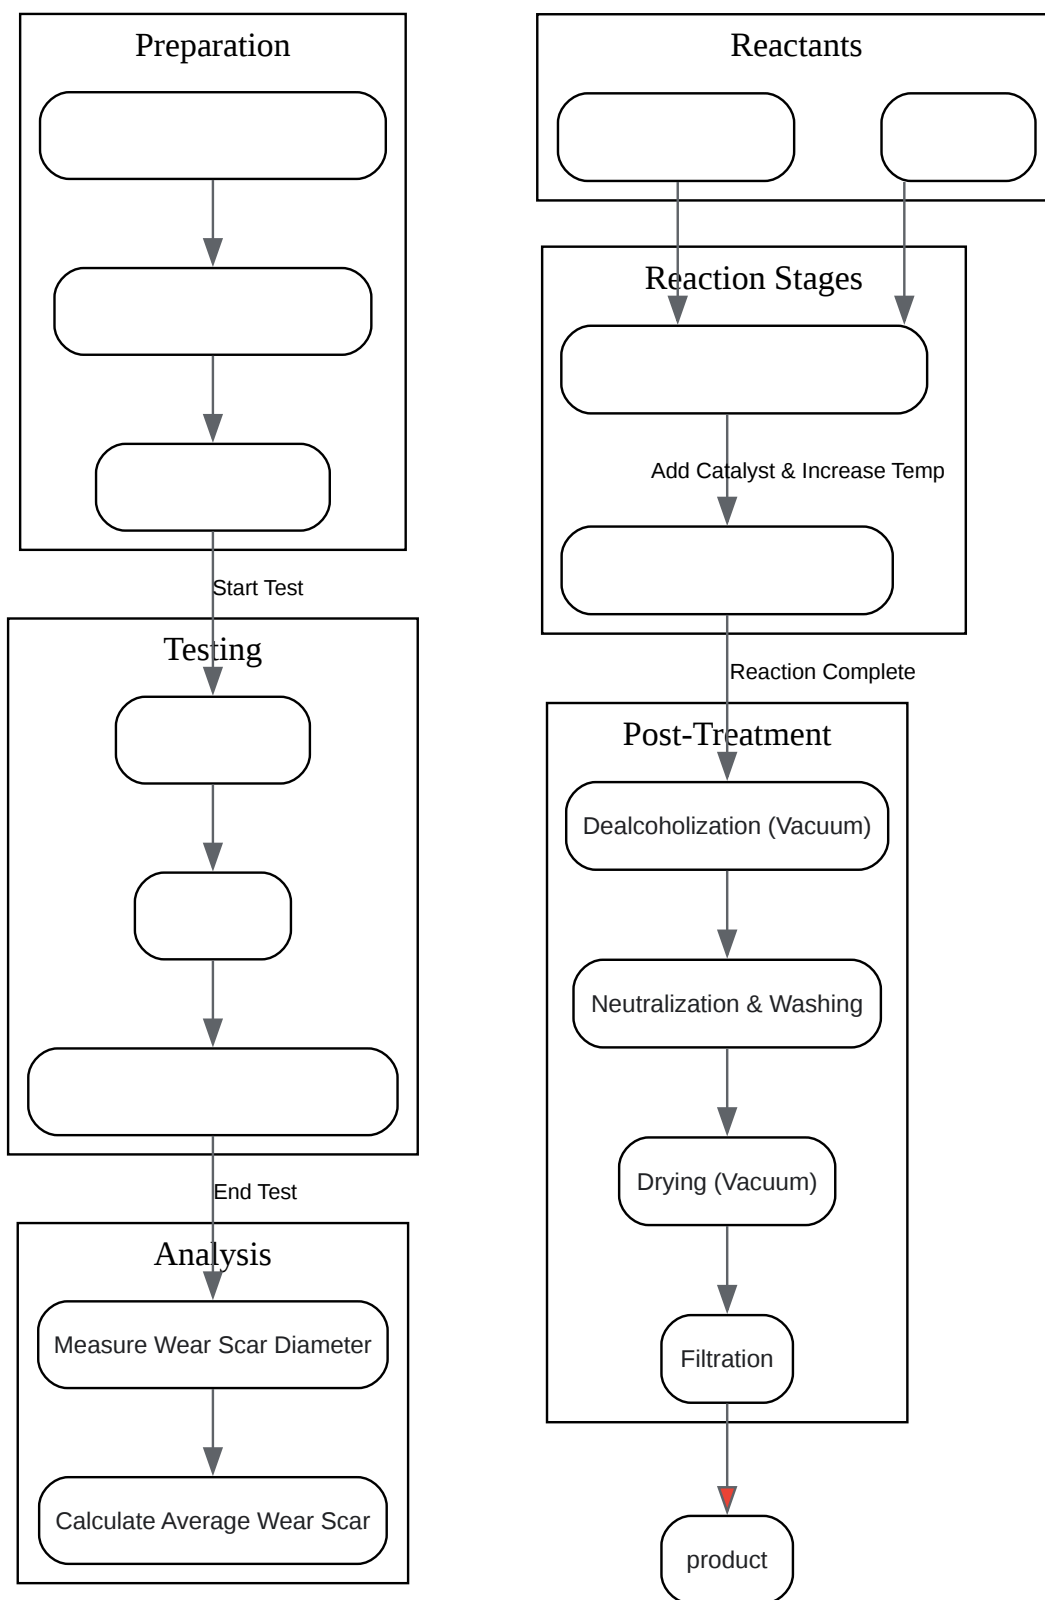 Preparation
Start Test
Testing
End Test
Analysis
Measure Wear Scar Diameter
Calculate Average Wear Scar
Reactants
Reaction Stages
Add Catalyst & Increase Temp
Reaction Complete
Post-Treatment
Dealcoholization (Vacuum)
Neutralization & Washing
Drying (Vacuum)
Filtration
product